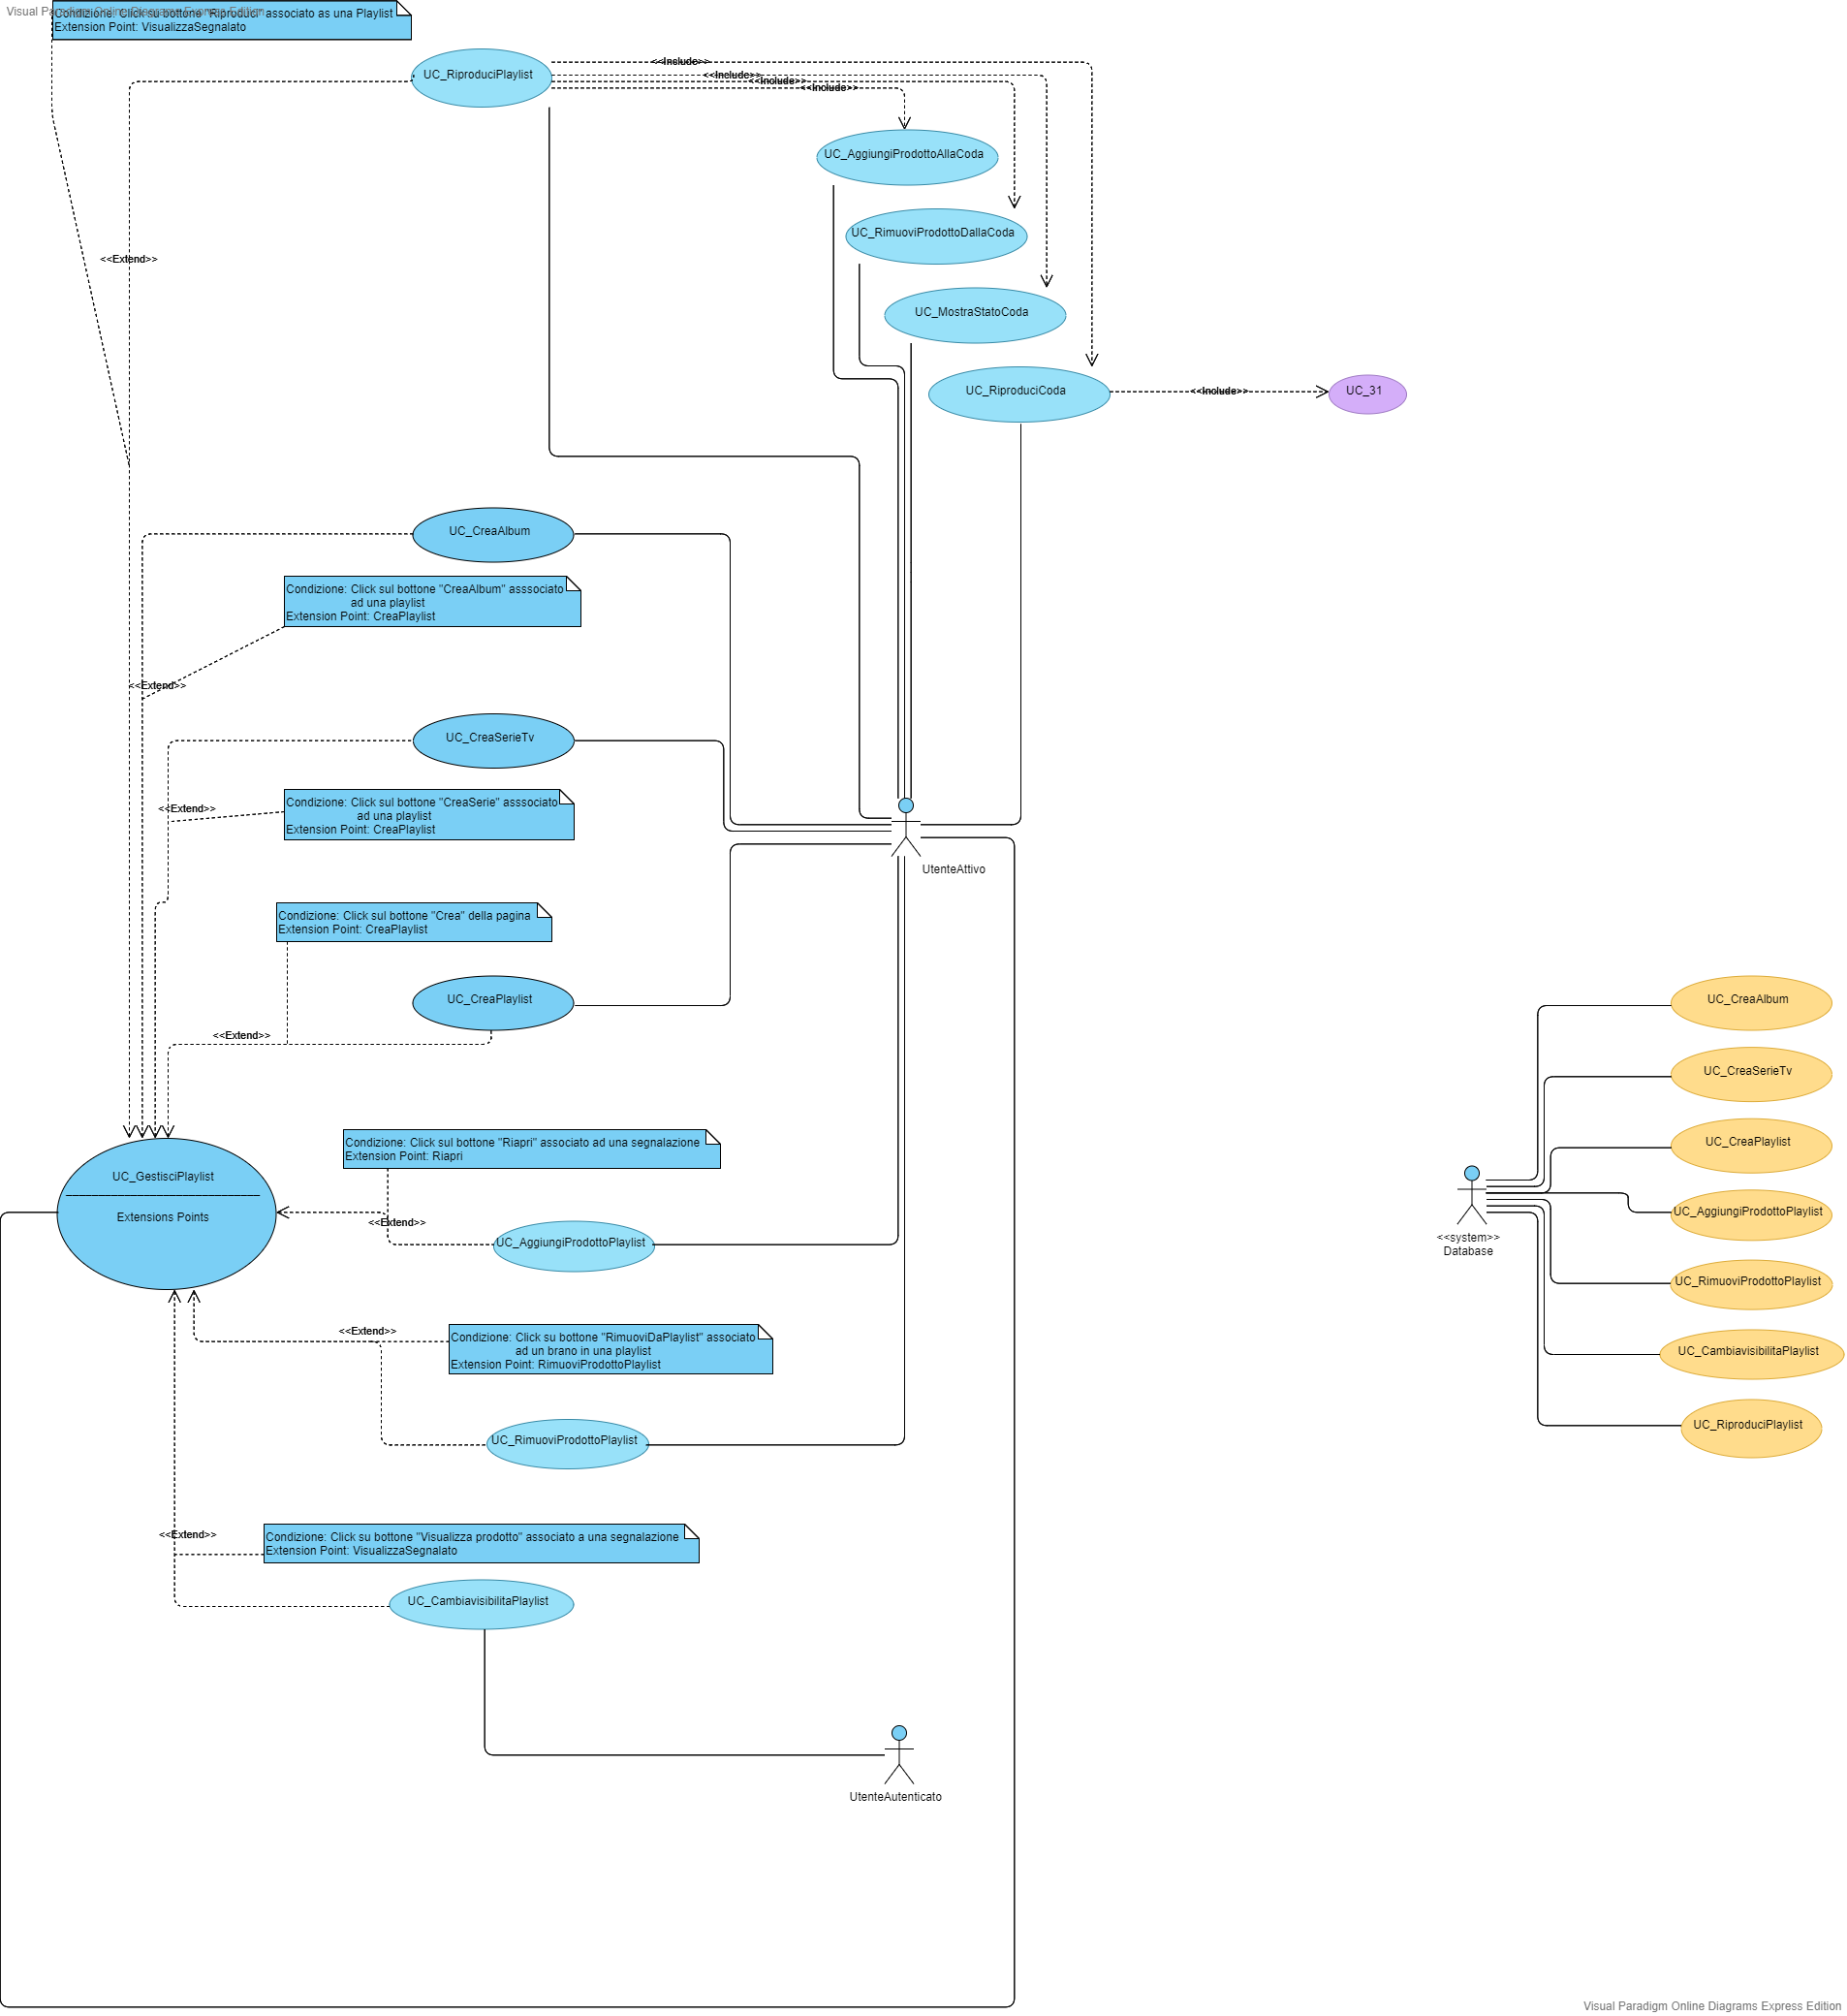 Visual Paradigm Online Diagrams Express Edition
Condizione: Click su bottone "Riproduci" associato as una Playlist
Extension Point: VisualizzaSegnalato
UC_RiproduciPlaylist
<<Include>>
<<Include>>
<<Include>>
<<Include>>
UC_AggiungiProdottoAllaCoda
UC_RimuoviProdottoDallaCoda
<<Extend>>
UC_MostraStatoCoda
UC_RiproduciCoda
<<Include>>
UC_31
UC_CreaAlbum
Condizione: Click sul bottone "CreaAlbum" asssociato
ad una playlist
Extension Point: CreaPlaylist
<<Extend>>
UC_CreaSerieTv
Condizione: Click sul bottone "CreaSerie" asssociato
ad una playlist
Extension Point: CreaPlaylist
<<Extend>>
UtenteAttivo
Condizione: Click sul bottone "Crea" della pagina
Extension Point: CreaPlaylist
UC_CreaPlaylist
<<Extend>>
UC_CreaAlbum
UC_CreaSerieTv
UC_CreaPlaylist
UC_AggiungiProdottoPlaylist
<<system>>
Database
UC_RimuoviProdottoPlaylist
UC_CambiavisibilitaPlaylist
UC_RiproduciPlaylist
Condizione: Click sul bottone "Riapri" associato ad una segnalazione
Extension Point: Riapri
UC_GestisciPlaylist
Extensions Points
<<Extend>>
UC_AggiungiProdottoPlaylist
<<Extend>>
Condizione: Click su bottone "RimuoviDaPlaylist" associato
ad un brano in una playlist
Extension Point: RimuoviProdottoPlaylist
UC_RimuoviProdottoPlaylist
<<Extend>>
Condizione: Click su bottone "Visualizza prodotto" associato a una segnalazione
Extension Point: VisualizzaSegnalato
UC_CambiavisibilitaPlaylist
UtenteAutenticato
Visual Paradigm Online Diagrams Express Edition